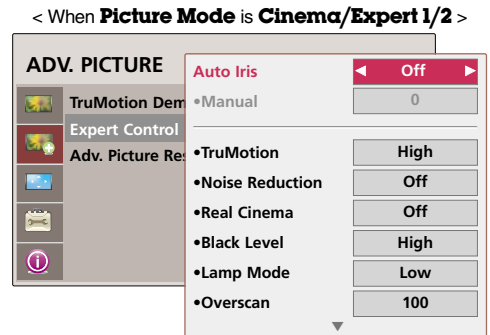 < When Picture Mode is Cinema/Expert 1/2 >
ADV. PICTURE
TruMotion Dem
Expert Control
Adv. Picture Res
Auto Iris ◀ Off ▶
•Manual 0
•TruMotion High
•Noise Reduction Off
•Real Cinema Off
•Black Level High
•Lamp Mode Low
•Overscan 100